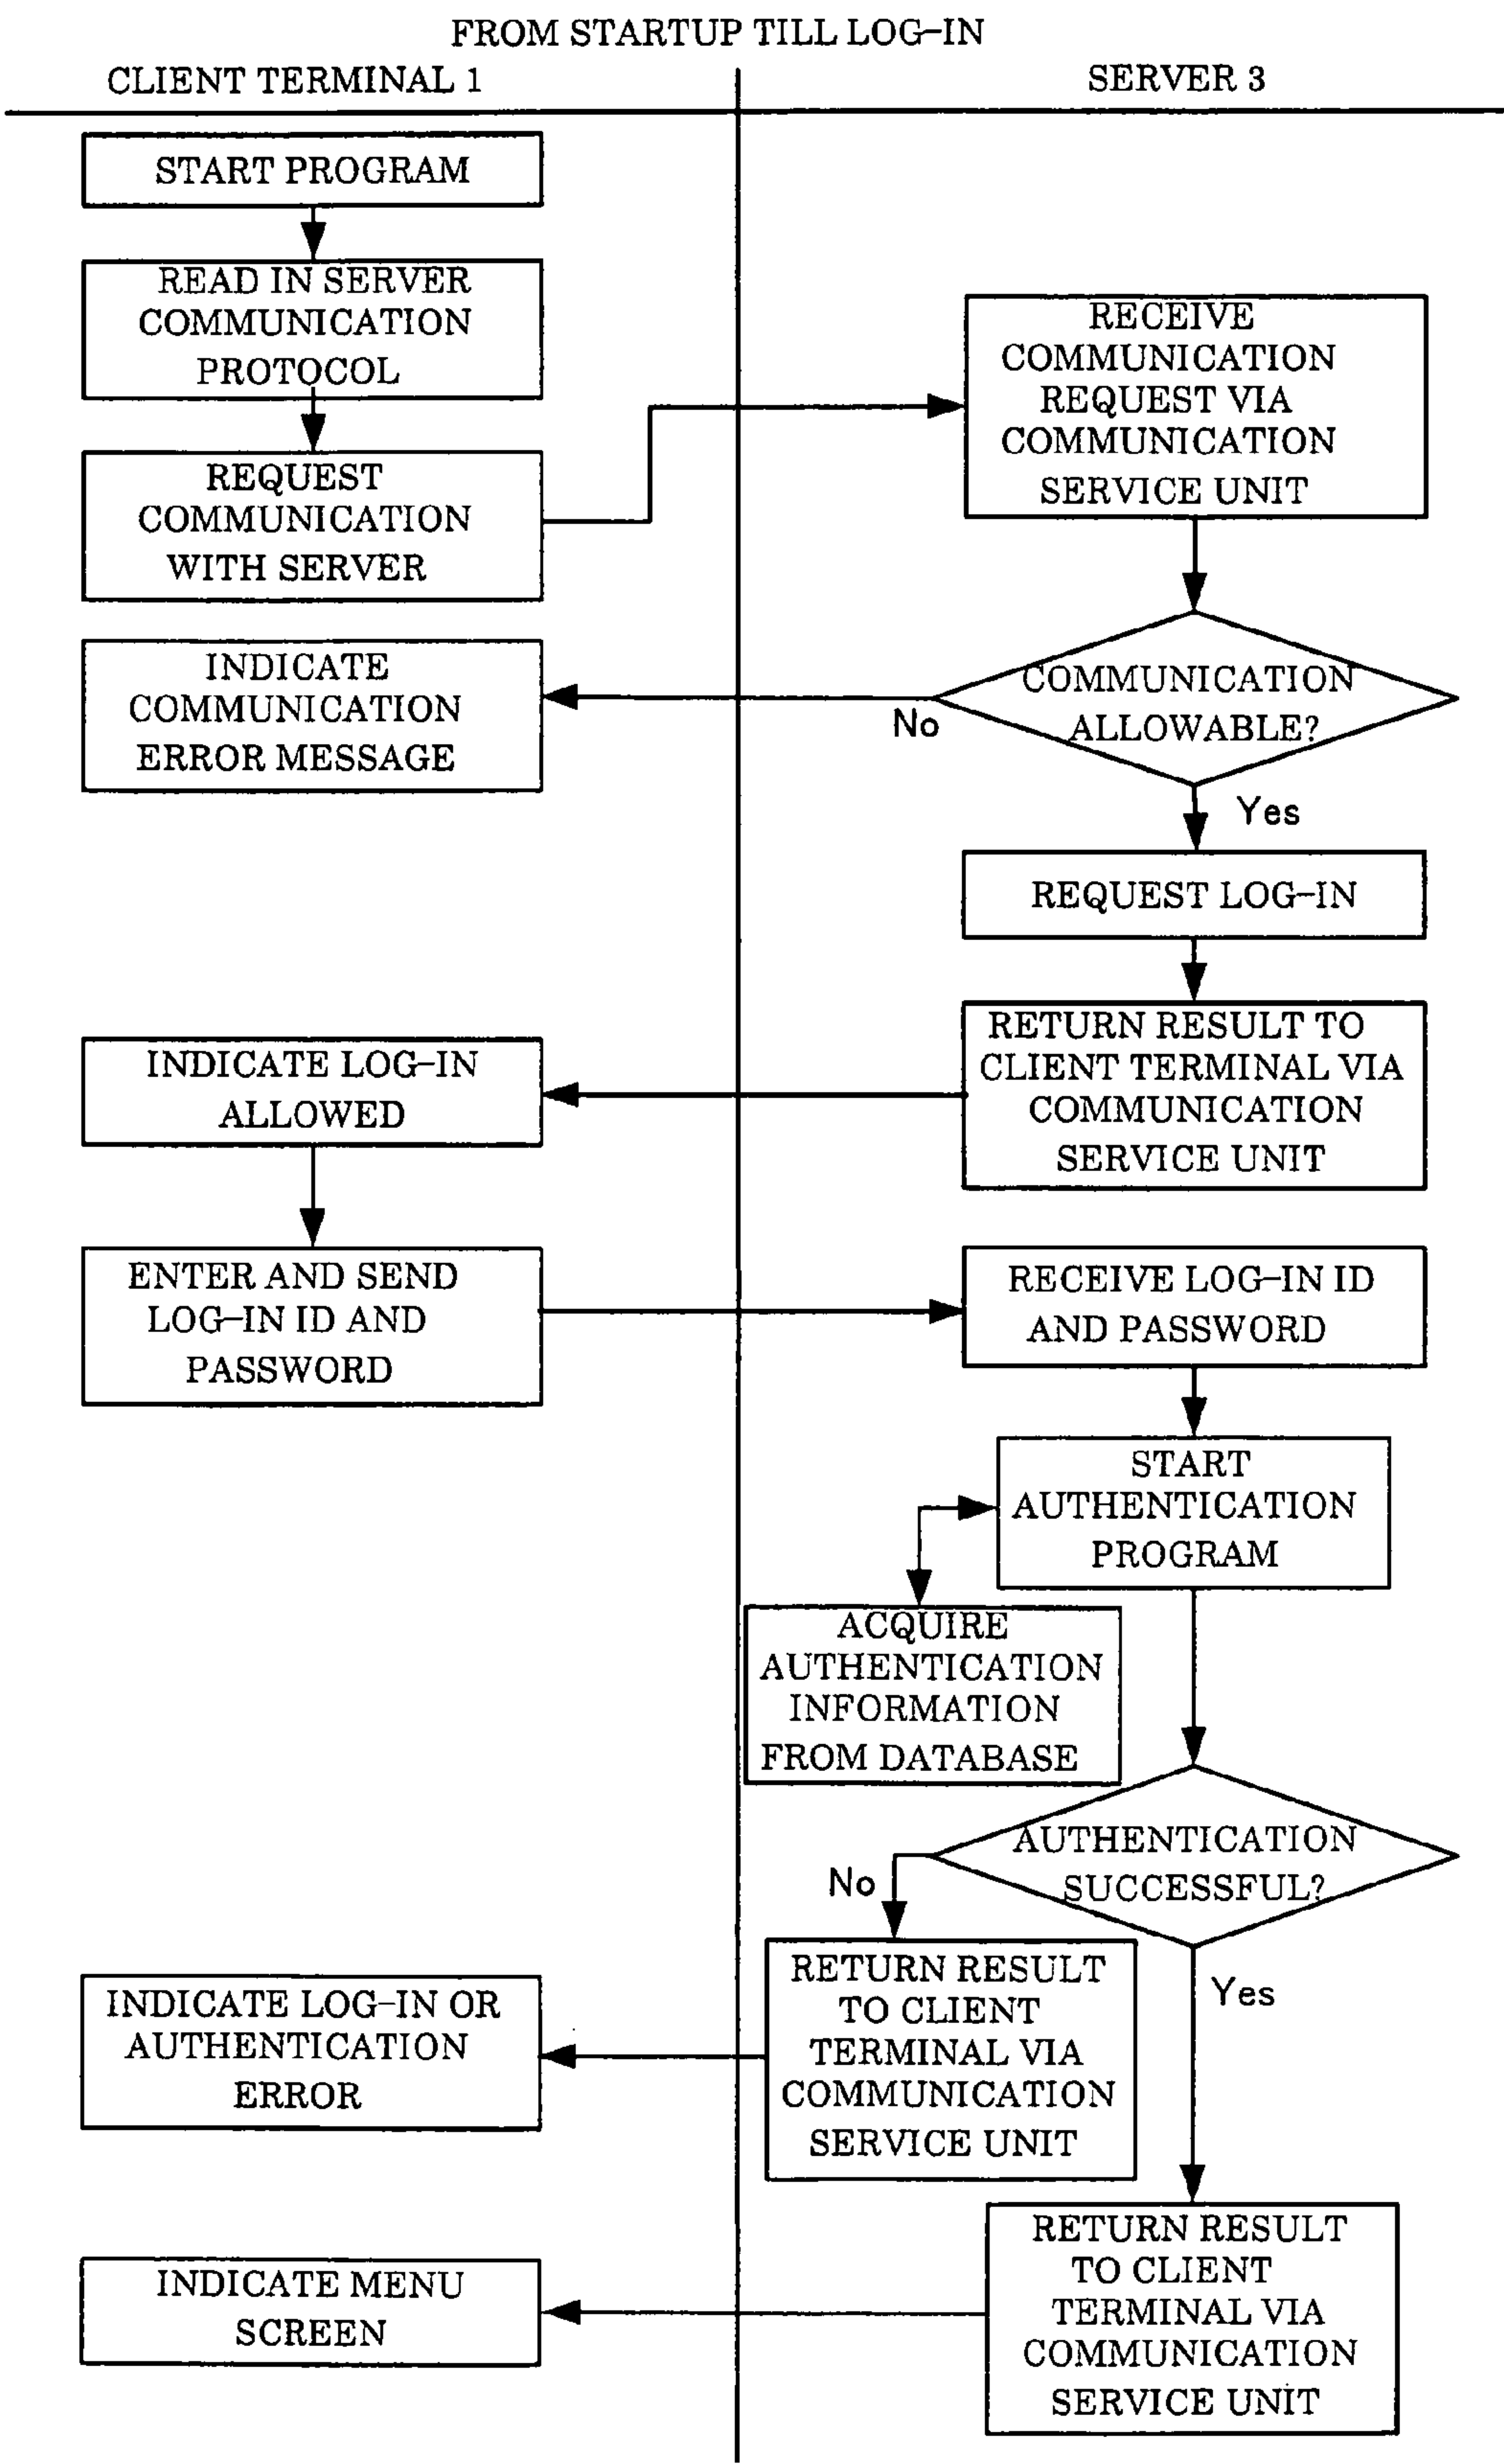 FROM STARTUP TILL LOG-IN
CLIENT TERMINAL 1
SERVER 3
START PROGRAM
READ IN SERVER
COMMUNICATION
PROTOCOL
REQUEST
COMMUNICATION
WITH SERVER
RECEIVE
COMMUNICATION
REQUEST VIA
COMMUNICATION
SERVICE UNIT
COMMUNICATION
ALLOWABLE?
No
INDICATE
COMMUNICATION
ERROR MESSAGE
Yes
REQUEST LOG-IN
RETURN RESULT TO
CLIENT TERMINAL VIA
COMMUNICATION
SERVICE UNIT
INDICATE LOG-IN
ALLOWED
ENTER AND SEND
LOG-IN ID AND
PASSWORD
RECEIVE LOG-IN ID
AND PASSWORD
START
AUTHENTICATION
PROGRAM
ACQUIRE
AUTHENTICATION
INFORMATION
FROM DATABASE
AUTHENTICATION
SUCCESSFUL?
No
RETURN RESULT
TO CLIENT
TERMINAL VIA
COMMUNICATION
SERVICE UNIT
INDICATE LOG-IN OR
AUTHENTICATION
ERROR
Yes
RETURN RESULT
TO CLIENT
TERMINAL VIA
COMMUNICATION
SERVICE UNIT
INDICATE MENU
SCREEN